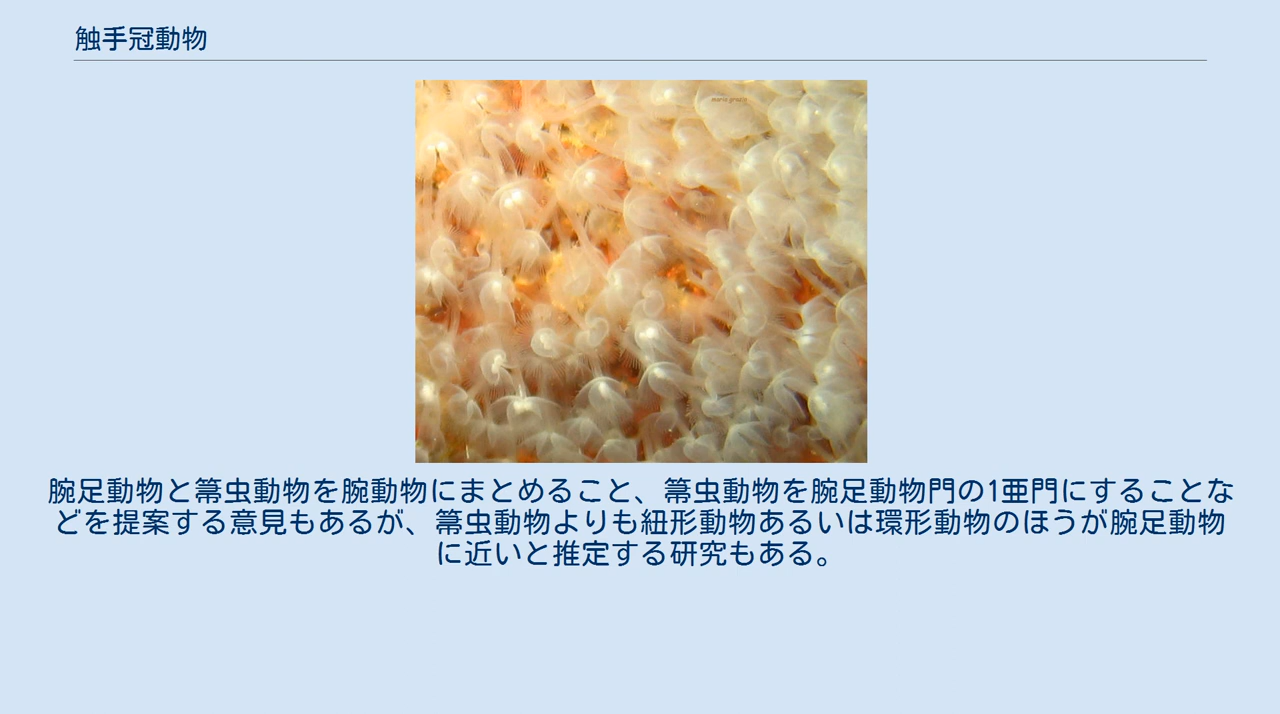 触手冠動物
腕足動物と箒虫動物を腕動物にまとめること、箒虫動物を腕足動物門の1亜門にすることな
どを提案する意見もあるが、箒虫動物よりも紐形動物あるいは環形動物のほうが腕足動物
に近いと推定する研究もある。